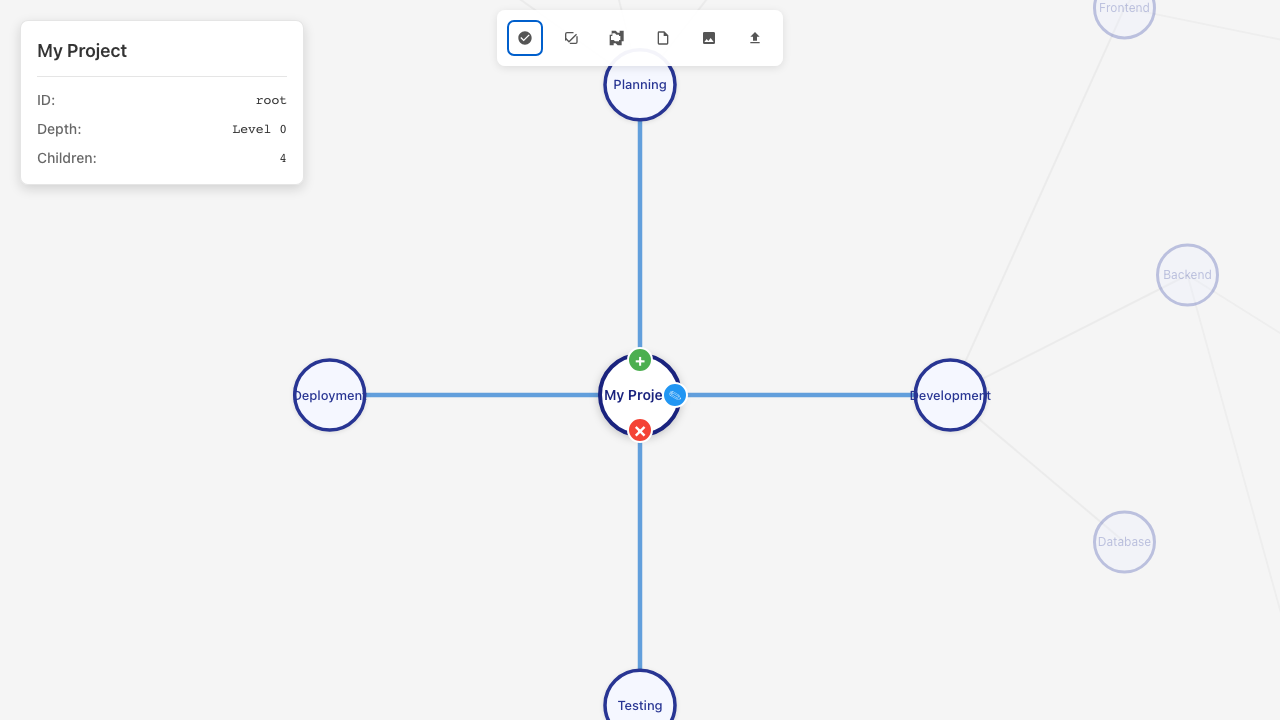 My Project
ID: root
Depth: Level 0
Children: 4
Frontend
Planning
Backend
Deploymen
My Proje
Development
Database
Testing